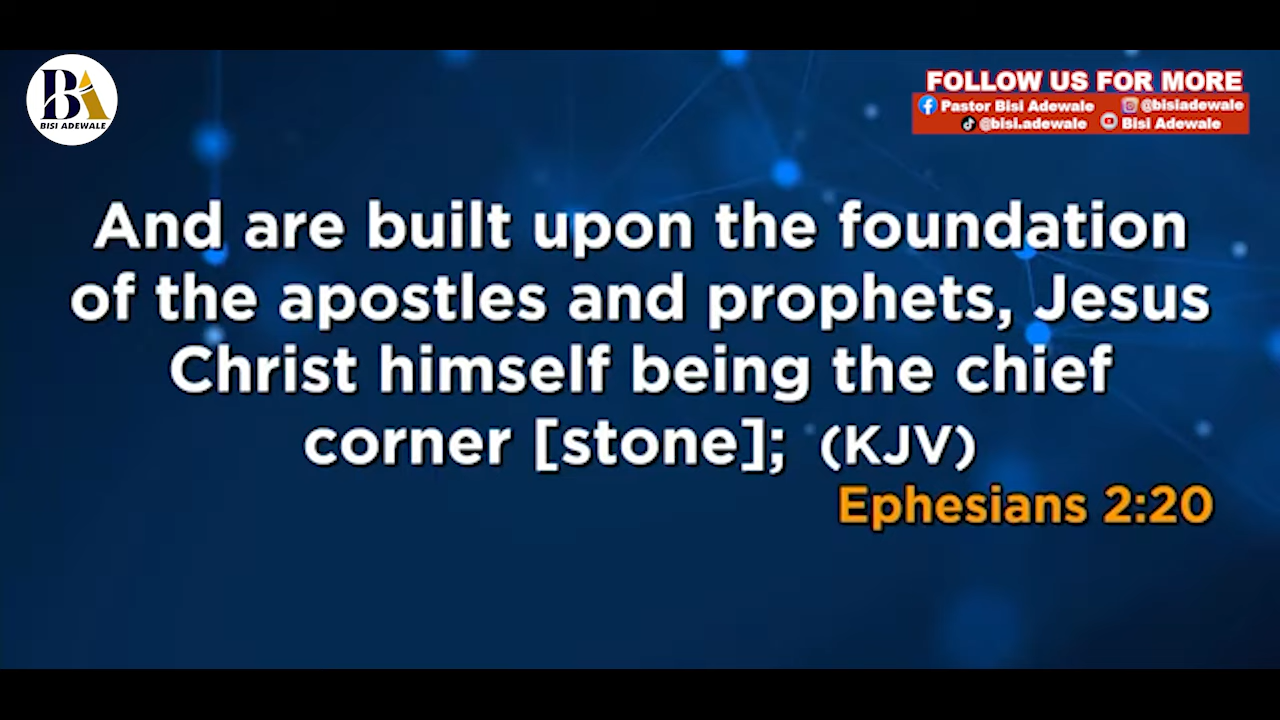 BA
BISI ADEWALE
FOLLOW US FOR MORE
Pastor Bisi Adewale @bisiadewale
@bisi.adewale Bisi Adewale
And are built upon the foundation
of the apostles and prophets, Jesus
Christ himself being the chief
corner [stone]; (KJV)
Ephesians 2:20